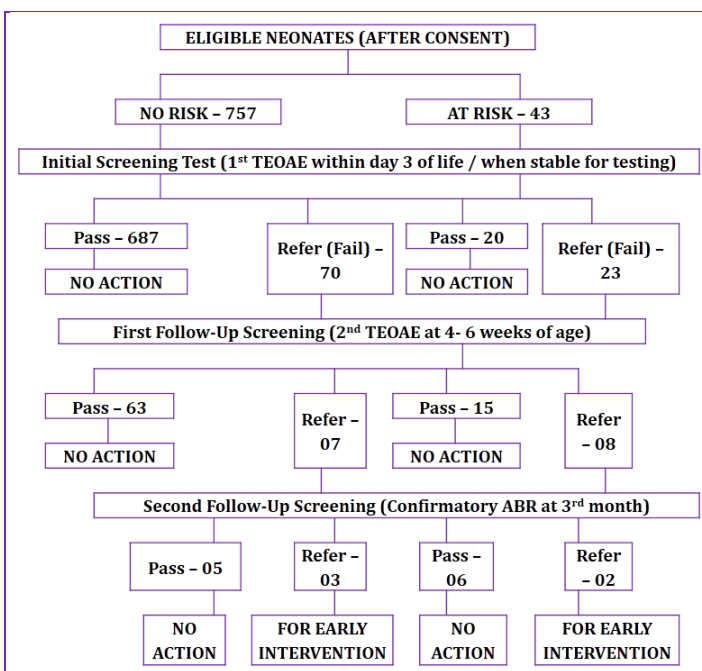 ELIGIBLE NEONATES (AFTER CONSENT)
NO RISK – 757
AT RISK – 43
Initial Screening Test (1st TEOAE within day 3 of life / when stable for testing)
Pass – 687
NO ACTION
Refer (Fail) –
70
Pass – 20
NO ACTION
Refer (Fail) –
23
First Follow-Up Screening (2nd TEOAE at 4- 6 weeks of age)
Pass – 63
NO ACTION
Refer –
07
Pass – 15
NO ACTION
Refer
– 08
Second Follow-Up Screening (Confirmatory ABR at 3rd month)
Pass – 05
Refer –
03
Pass –
06
Refer
– 02
NO
ACTION
FOR EARLY
INTERVENTION
NO
ACTION
FOR EARLY
INTERVENTION